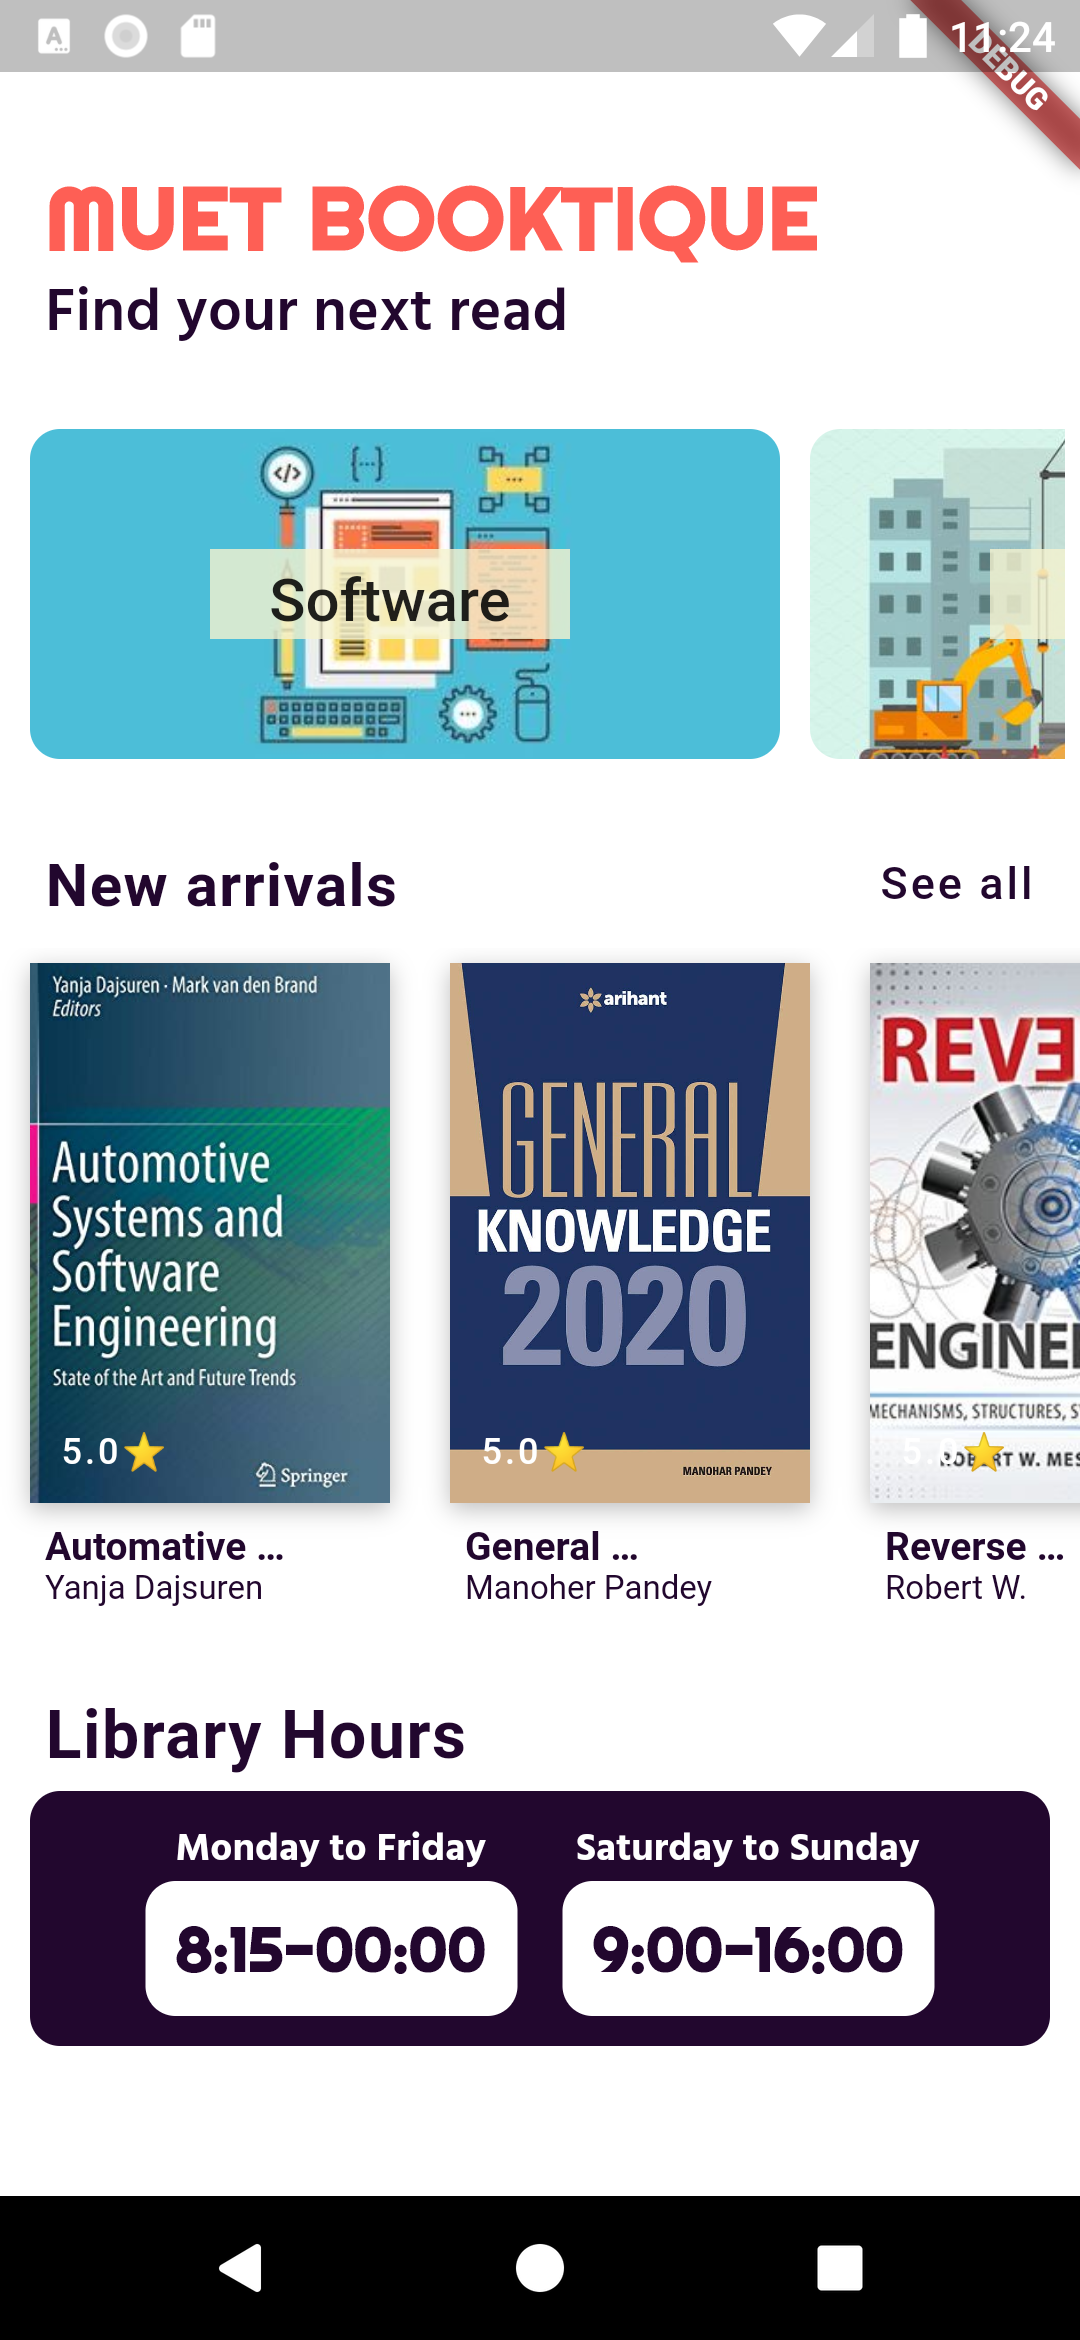 11:24
DEBUG
MUET BOOKTIQUE
Find your next read
Software
New arrivals
See all
Yanja Dajsuren · Mark van den Brand
Editors
Automotive
Systems and
Software
Engineering
State of the Art and Future Trends
5.0
Springer
Automative ...
Yanja Dajsuren
arihant
GENERAL
KNOWLEDGE
2020
5.0
MANOHAR PANDEY
General ...
Manoher Pandey
REVE
ENGINE
MECHANISMS, STRUCTURES, S
5.0
ROBERT W. MES
Reverse ...
Robert W.
Library Hours
Monday to Friday
8:15-00:00
Saturday to Sunday
9:00-16:00